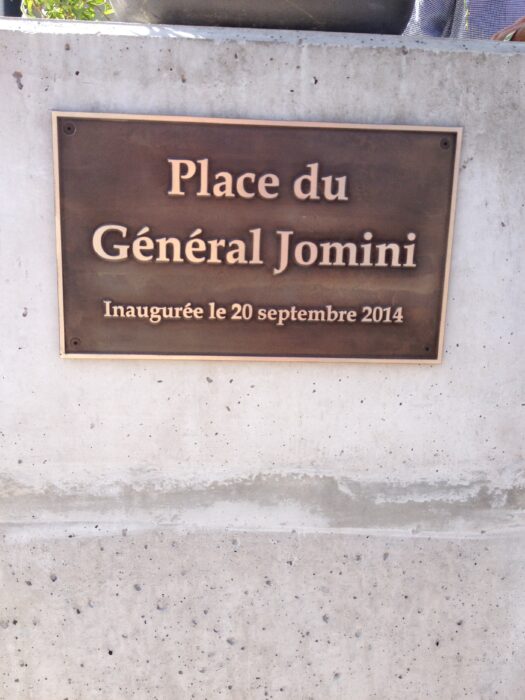 Place du
Général Jomini
Inaugurée le 20 septembre 2014